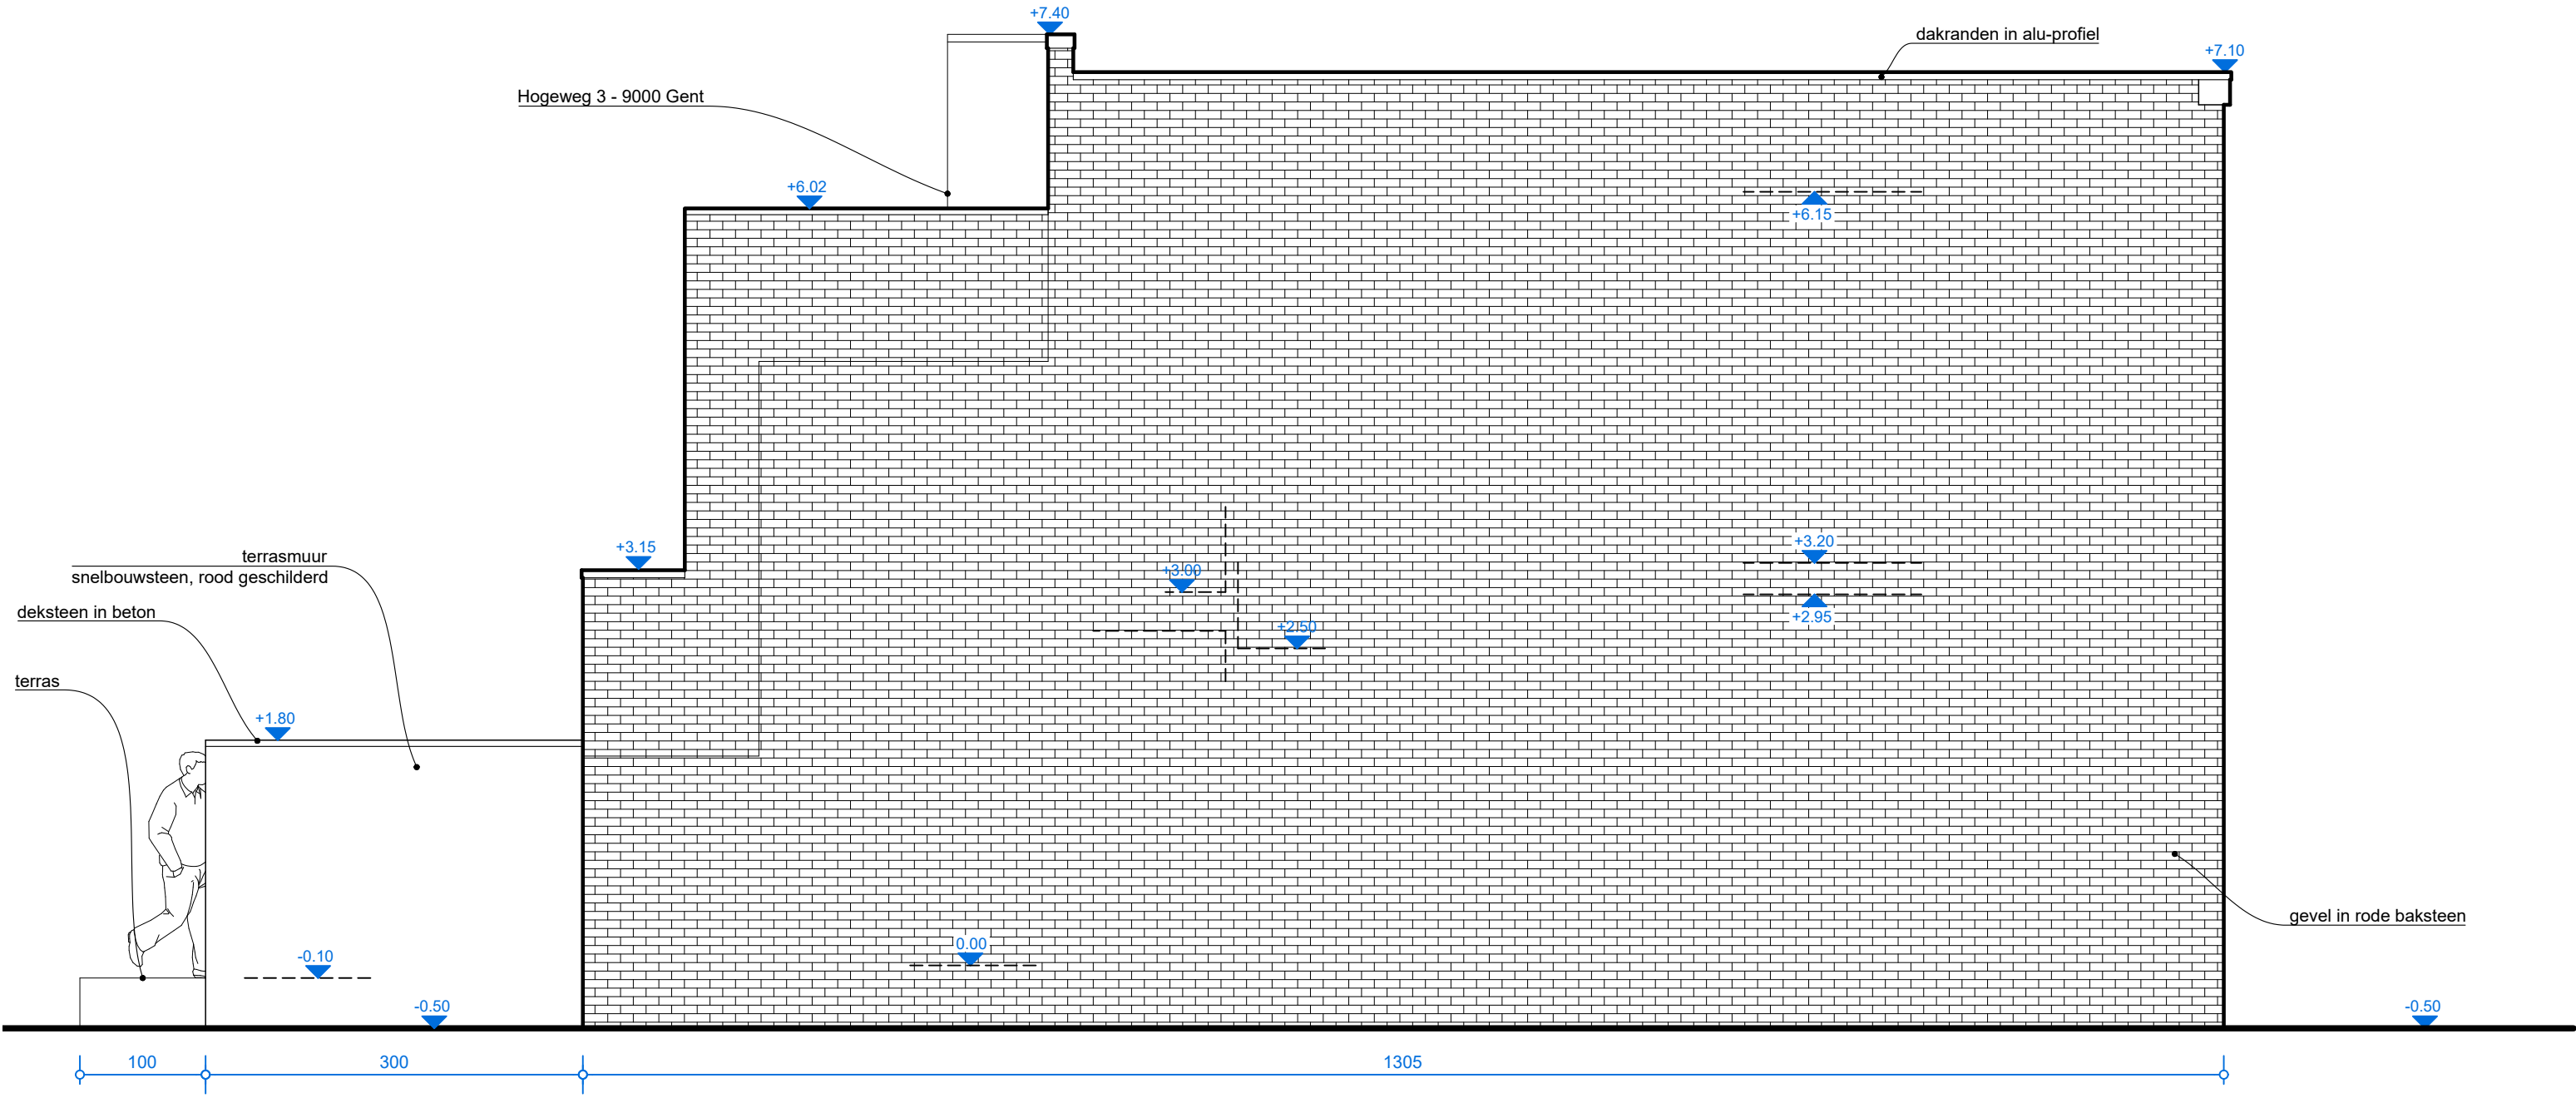 +7.40
dakranden in alu-profiel
+7.10
Hogeweg 3 - 9000 Gent
+6.02
+6.15
+3.15
+3.20
terrasmuur
snelbouwsteen, rood geschilderd
+3.00
deksteen in beton
+2.95
+2.50
terras
+1.80
gevel in rode baksteen
0.00
-0.10
-0.50
-0.50
100
300
1305